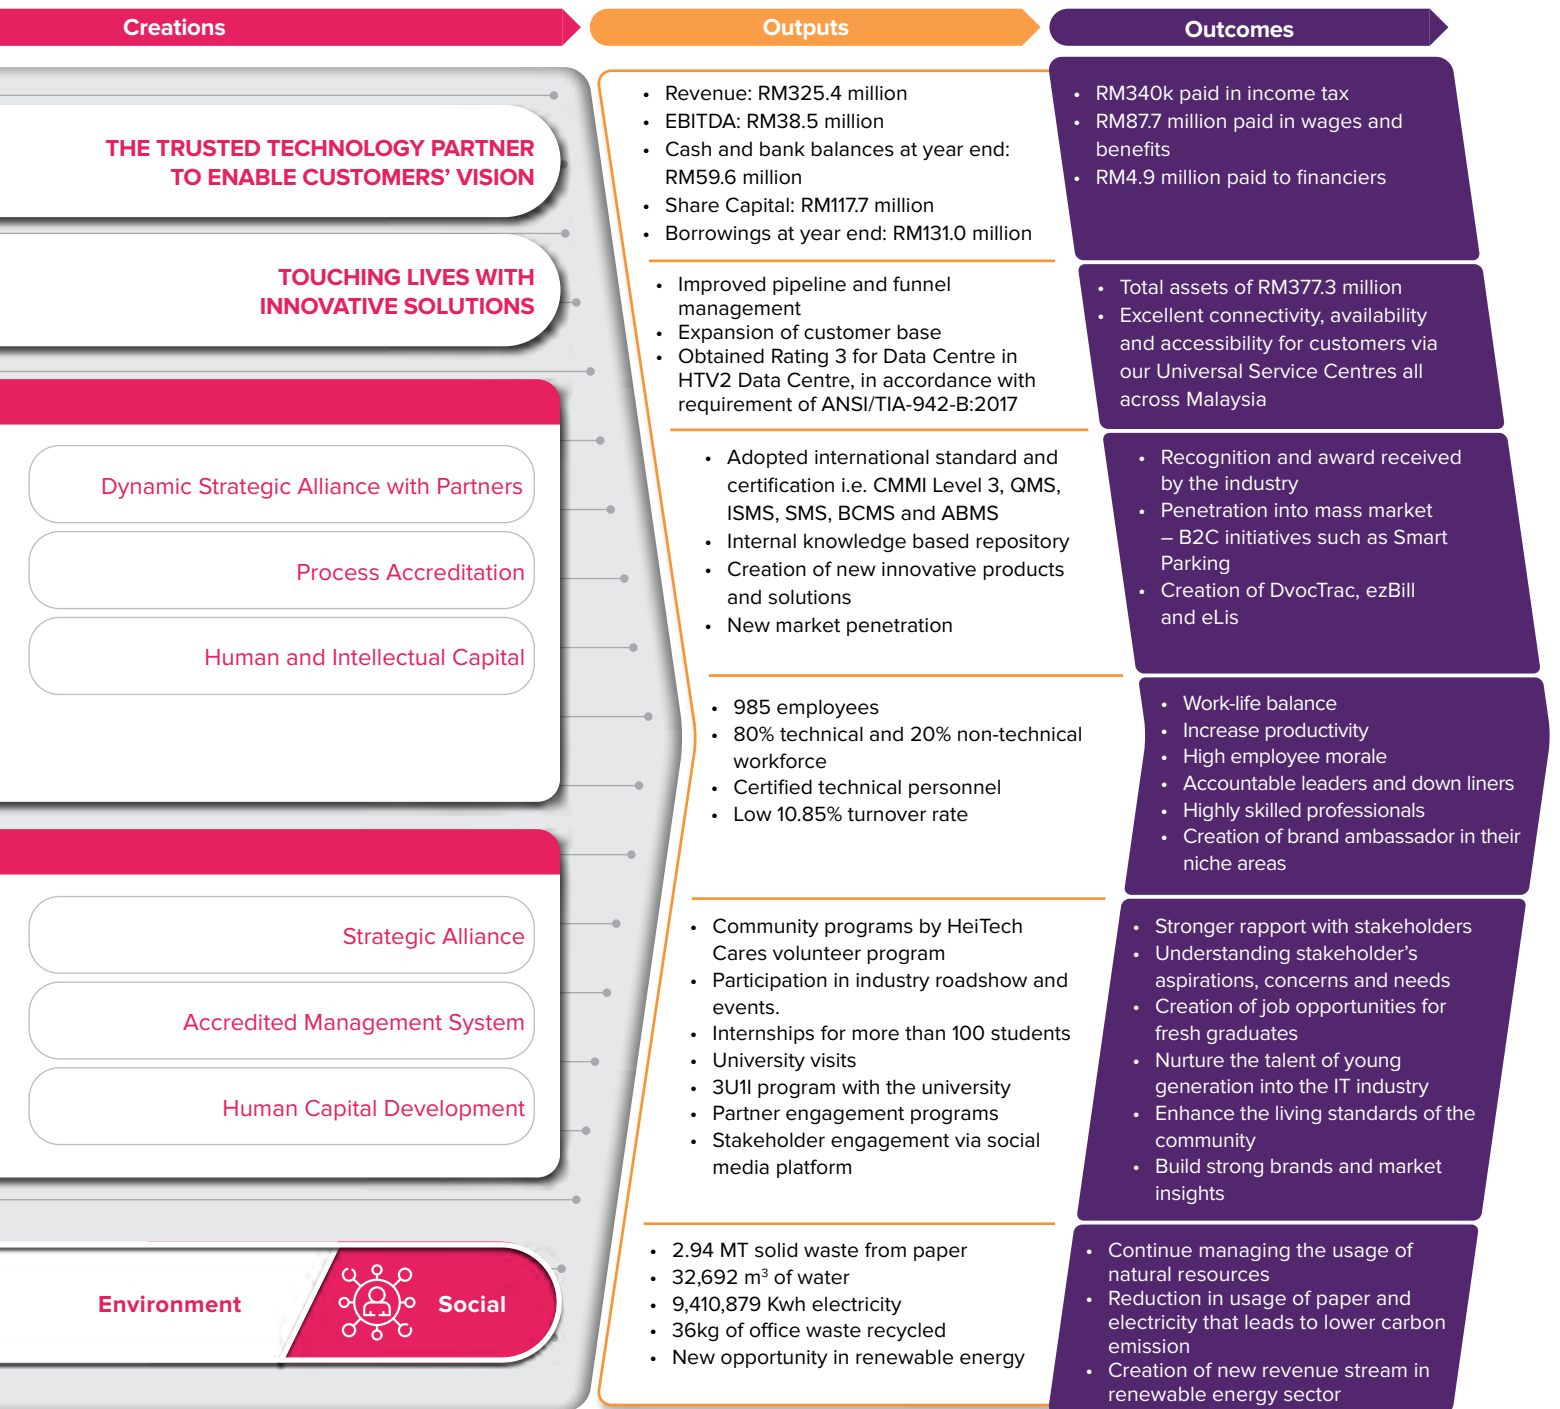 Creations
Outputs
Outcomes
THE TRUSTED TECHNOLOGY PARTNER
TO ENABLE CUSTOMERS’ VISION
TOUCHING LIVES WITH
INNOVATIVE SOLUTIONS
Dynamic Strategic Alliance with Partners
Process Accreditation
Human and Intellectual Capital
Strategic Alliance
Accredited Management System
Human Capital Development
Environment
Social
• Revenue: RM325.4 million
• EBITDA: RM38.5 million
• Cash and bank balances at year end:
RM59.6 million
• Share Capital: RM117.7 million
• Borrowings at year end: RM131.0 million
• Improved pipeline and funnel
management
• Expansion of customer base
• Obtained Rating 3 for Data Centre in
HTV2 Data Centre, in accordance with
requirement of ANSI/TIA-942-B:2017
• Adopted international standard and
certification i.e. CMMI Level 3, QMS,
ISMS, SMS, BCMS and ABMS
• Internal knowledge based repository
• Creation of new innovative products
and solutions
• New market penetration
• 985 employees
• 80% technical and 20% non-technical
workforce
• Certified technical personnel
• Low 10.85% turnover rate
• Community programs by HeiTech
Cares volunteer program
• Participation in industry roadshow and
events.
• Internships for more than 100 students
• University visits
• 3U1I program with the university
• Partner engagement programs
• Stakeholder engagement via social
media platform
• 2.94 MT solid waste from paper
• 32,692 m³ of water
• 9,410,879 Kwh electricity
• 36kg of office waste recycled
• New opportunity in renewable energy
• RM340k paid in income tax
• RM87.7 million paid in wages and
benefits
• RM4.9 million paid to financiers
• Total assets of RM377.3 million
• Excellent connectivity, availability
and accessibility for customers via
our Universal Service Centres all
across Malaysia
• Recognition and award received
by the industry
• Penetration into mass market
– B2C initiatives such as Smart
Parking
• Creation of DvocTrac, ezBill
and eLis
• Work-life balance
• Increase productivity
• High employee morale
• Accountable leaders and down liners
• Highly skilled professionals
• Creation of brand ambassador in their
niche areas
• Stronger rapport with stakeholders
• Understanding stakeholder’s
aspirations, concerns and needs
• Creation of job opportunities for
fresh graduates
• Nurture the talent of young
generation into the IT industry
• Enhance the living standards of the
community
• Build strong brands and market
insights
• Continue managing the usage of
natural resources
• Reduction in usage of paper and
electricity that leads to lower carbon
emission
• Creation of new revenue stream in
renewable energy sector